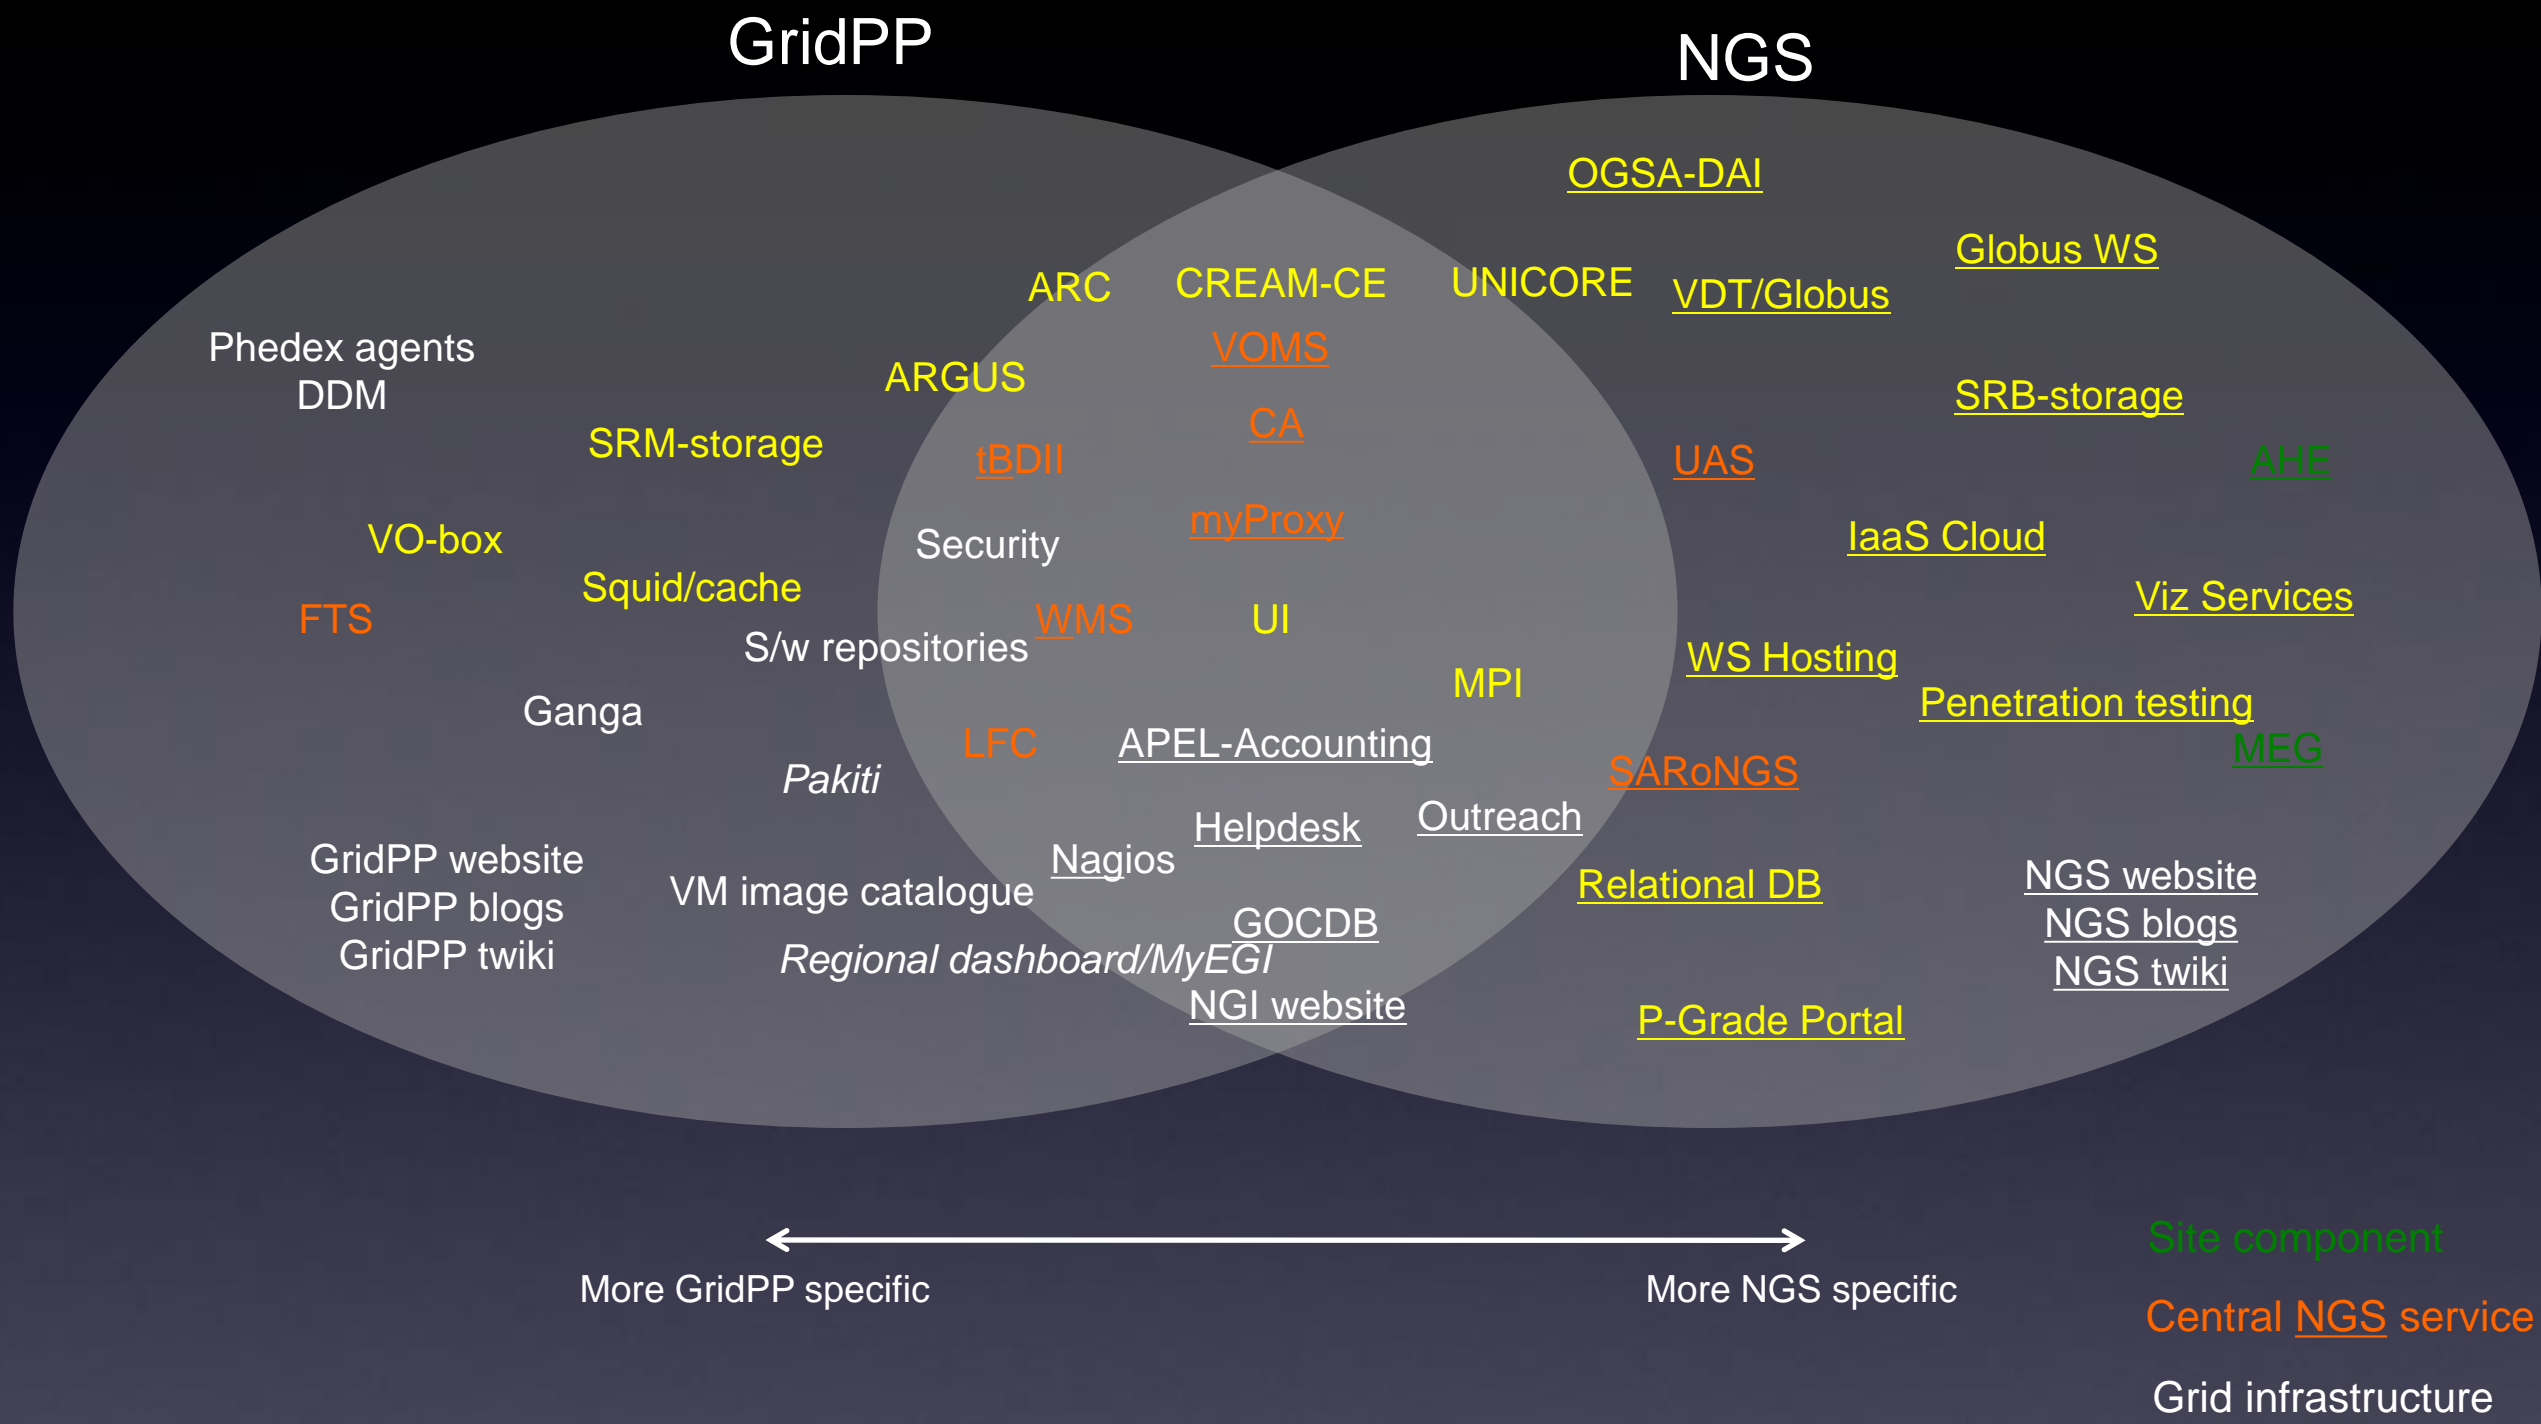 GridPP
NGS
OGSA-DAI
Globus WS
ARC
CREAM-CE
UNICORE
VDT/Globus
Phedex agents
DDM
VOMS
ARGUS
SRB-storage
CA
SRM-storage
tBDII
UAS
AHE
myProxy
VO-box
Security
IaaS Cloud
Squid/cache
Viz Services
FTS
WMS
UI
S/w repositories
WS Hosting
MPI
Penetration testing
Ganga
LFC
APEL-Accounting
MEG
Pakiti
SARoNGS
Helpdesk
Outreach
GridPP website
GridPP blogs
GridPP twiki
Nagios
VM image catalogue
Relational DB
NGS website
NGS blogs
NGS twiki
GOCDB
Regional dashboard/MyEGI
NGI website
P-Grade Portal
More GridPP specific
More NGS specific
Site component
Central NGS service
Grid infrastructure